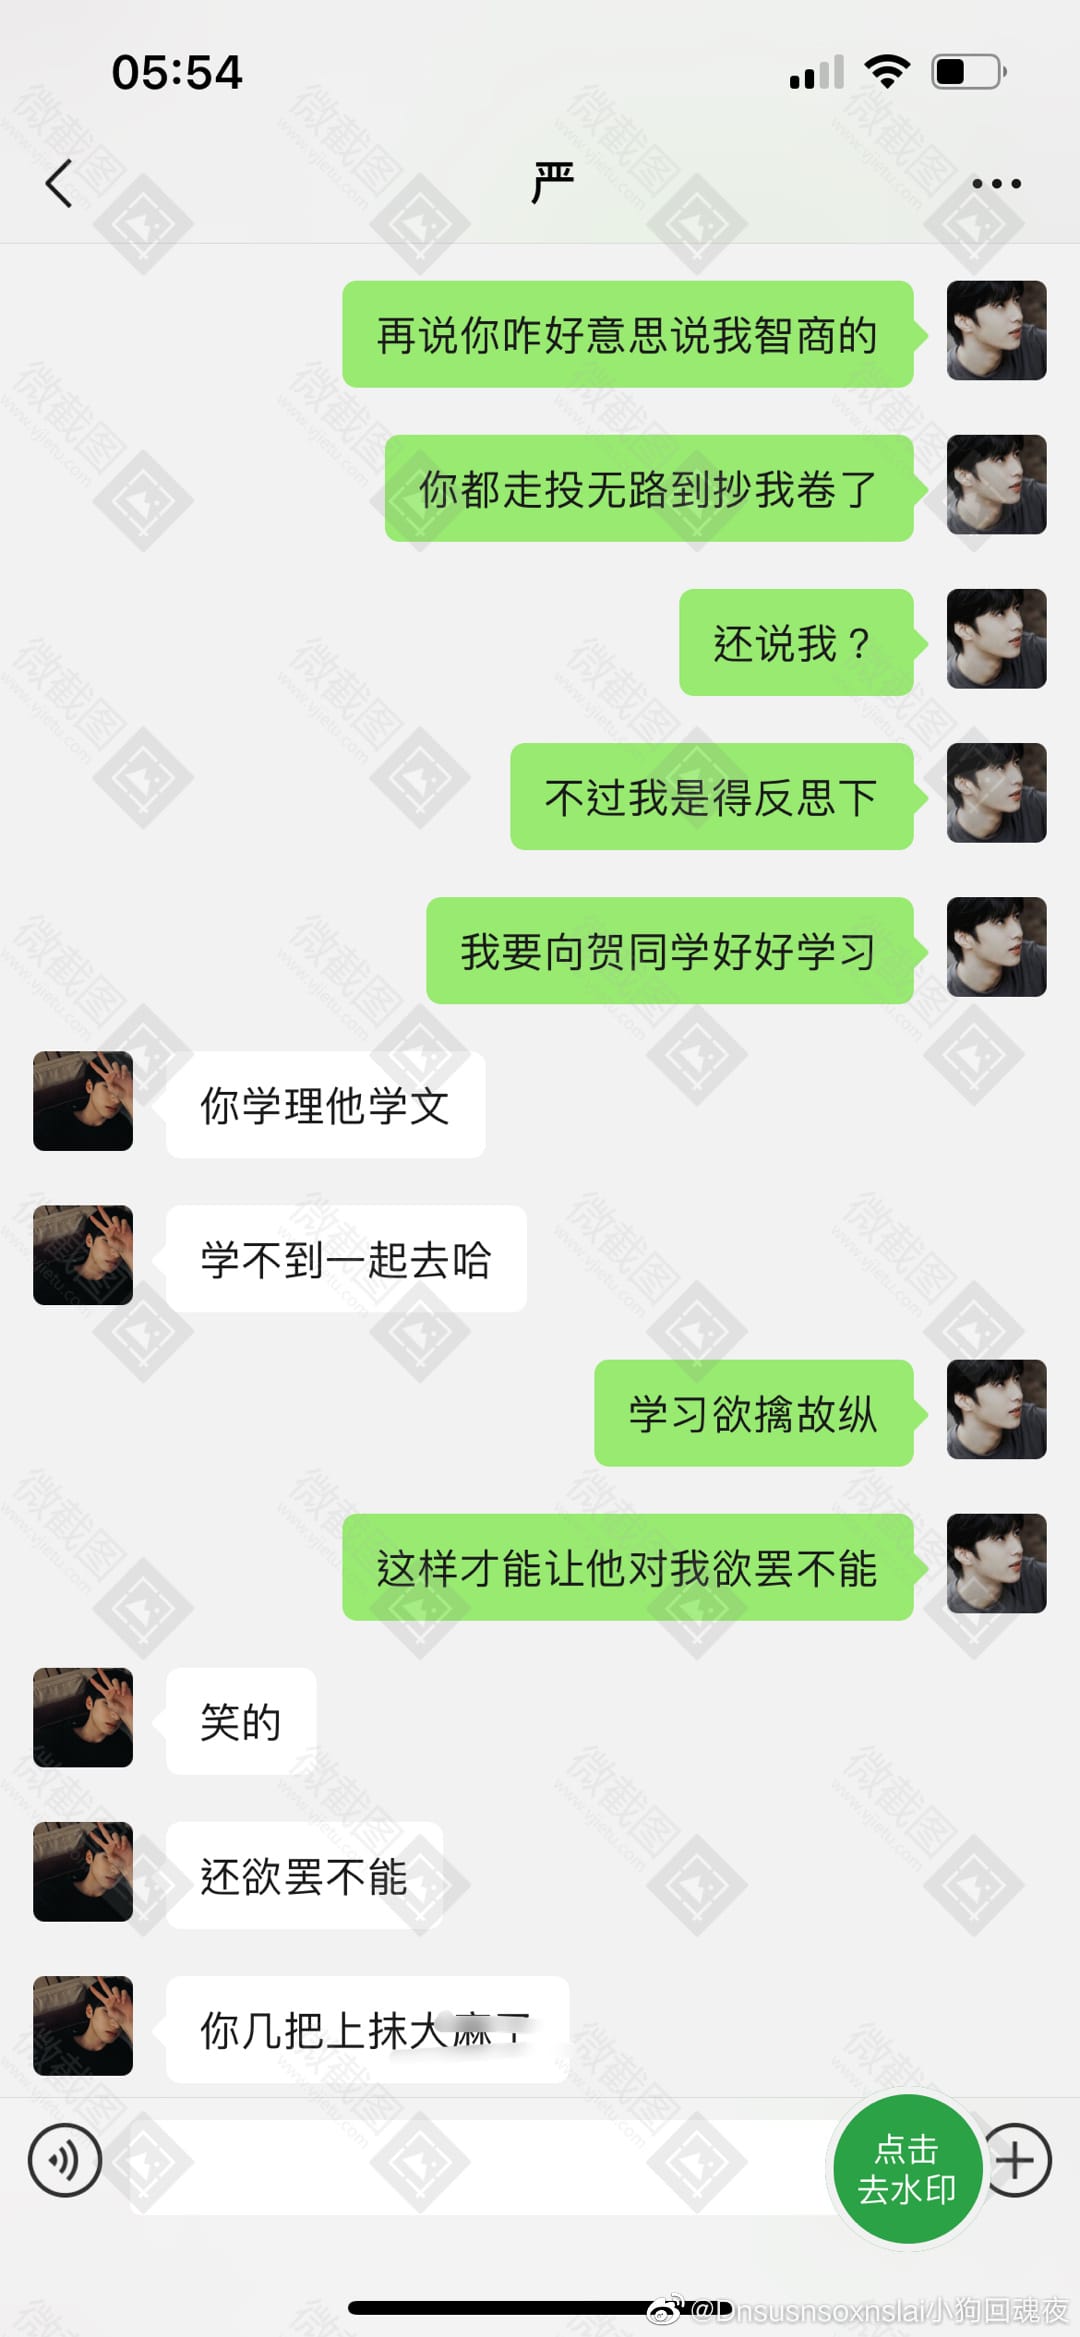 05:54
严
再说你咋好意思说我智商的
你都走投无路到抄我卷了
还说我？
不过我是得反思下
我要向贺同学好好学习
你学理他学文
学不到一起去哈
学习欲擒故纵
这样才能让他对我欲罢不能
笑的
还欲罢不能
你几把上抹大麻了
点击
去水印
@Dnsusnsoxnslai小狗回魂夜
微截图
www.vjietu.com